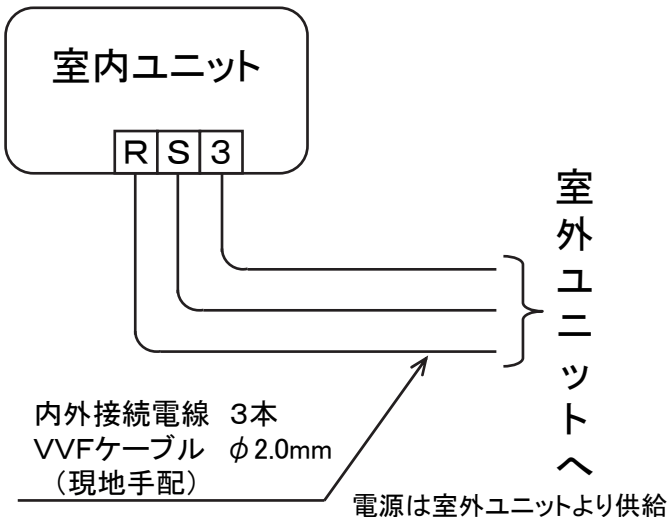 室内ユニット
R S 3
室外ユニットへ
内外接続電線 3本
VVFケーブル φ2.0mm
(現地手配)
電源は室外ユニットより供給